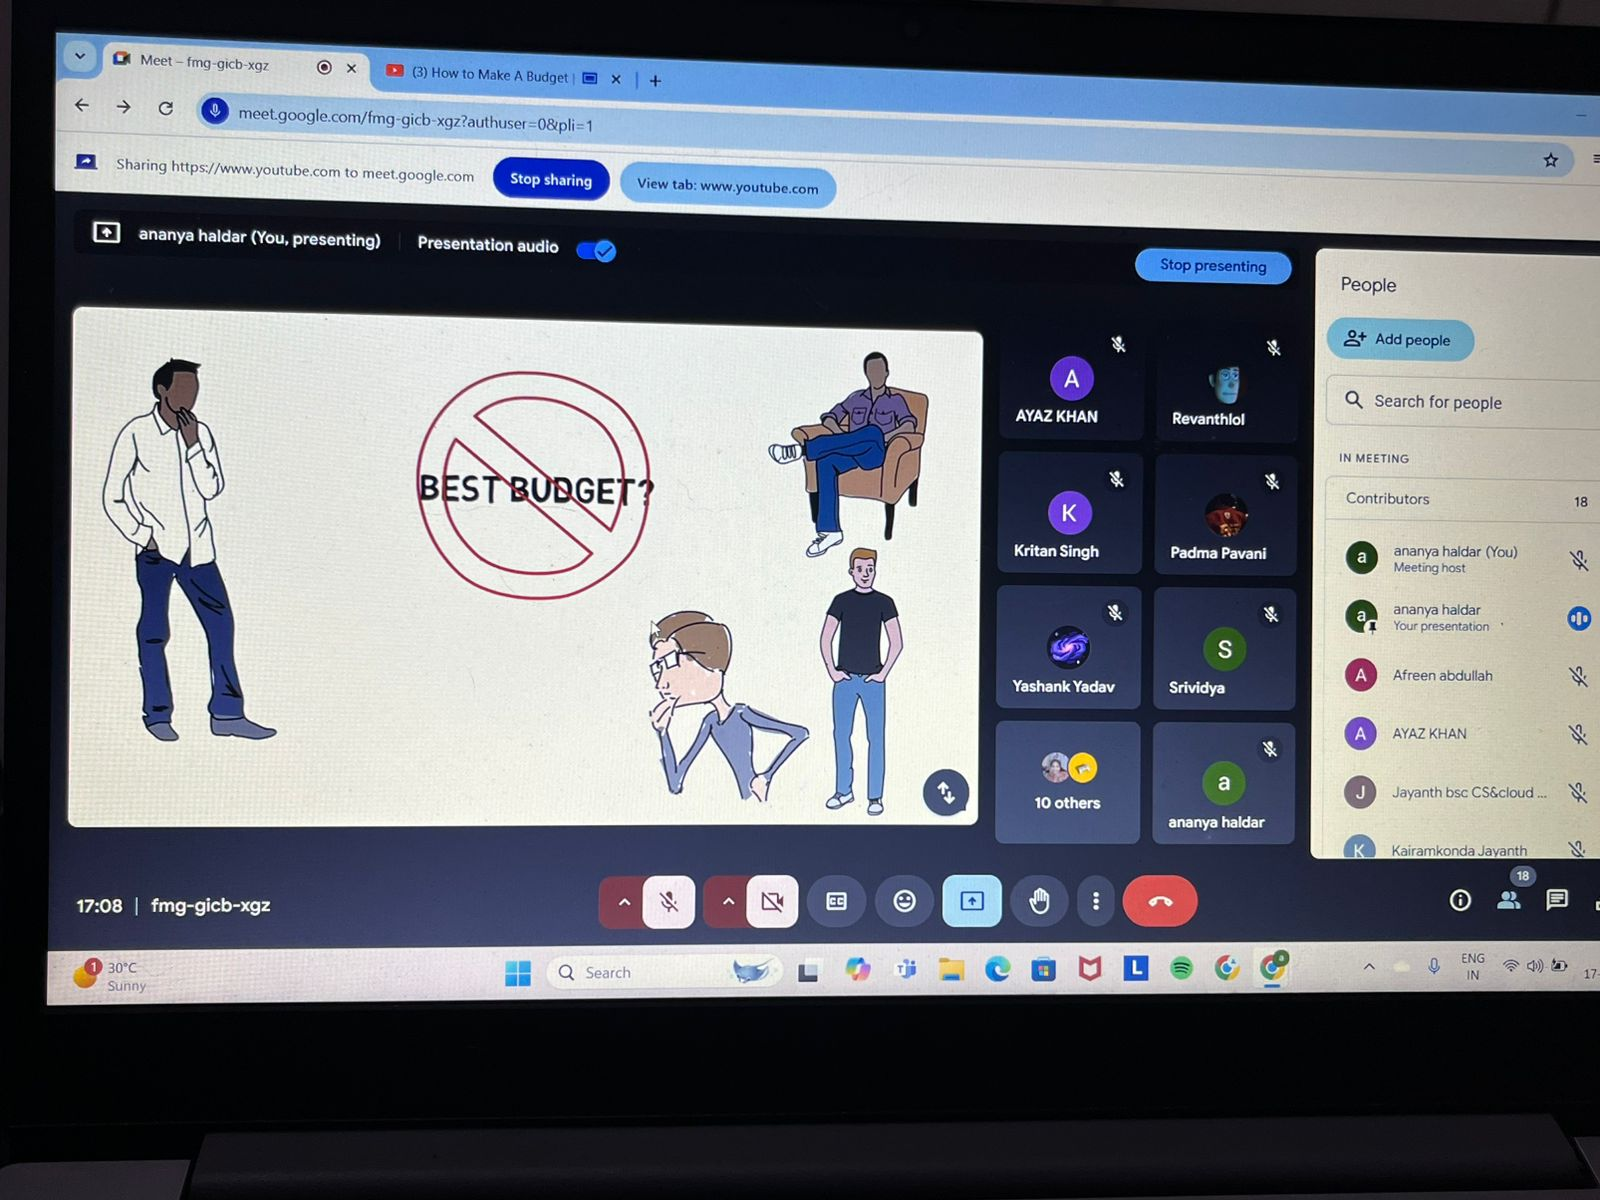 Meet – fmg-gicb-xgz
(3) How to Make A Budget |
meet.google.com/fmg-gicb-xgz?authuser=0&pli=1
Sharing https://www.youtube.com to meet.google.com
Stop sharing
View tab: www.youtube.com
ananya haldar (You, presenting)
Presentation audio
Stop presenting
BEST BUDGET?
A
AYAZ KHAN
Revanthlol
K
Kritan Singh
Padma Pavani
Yashank Yadav
S
Srividya
10 others
a
ananya haldar
People
Add people
Search for people
IN MEETING
Contributors
18
a
ananya haldar (You)
Meeting host
a
ananya haldar
Your presentation
A
Afreen abdullah
A
AYAZ KHAN
J
Jayanth bsc CS&cloud ...
K
Kairamkonda Jayanth
17:08 | fmg-gicb-xgz
CC
18
1
30°C
Sunny
Search
L
a
ENG
IN
17-